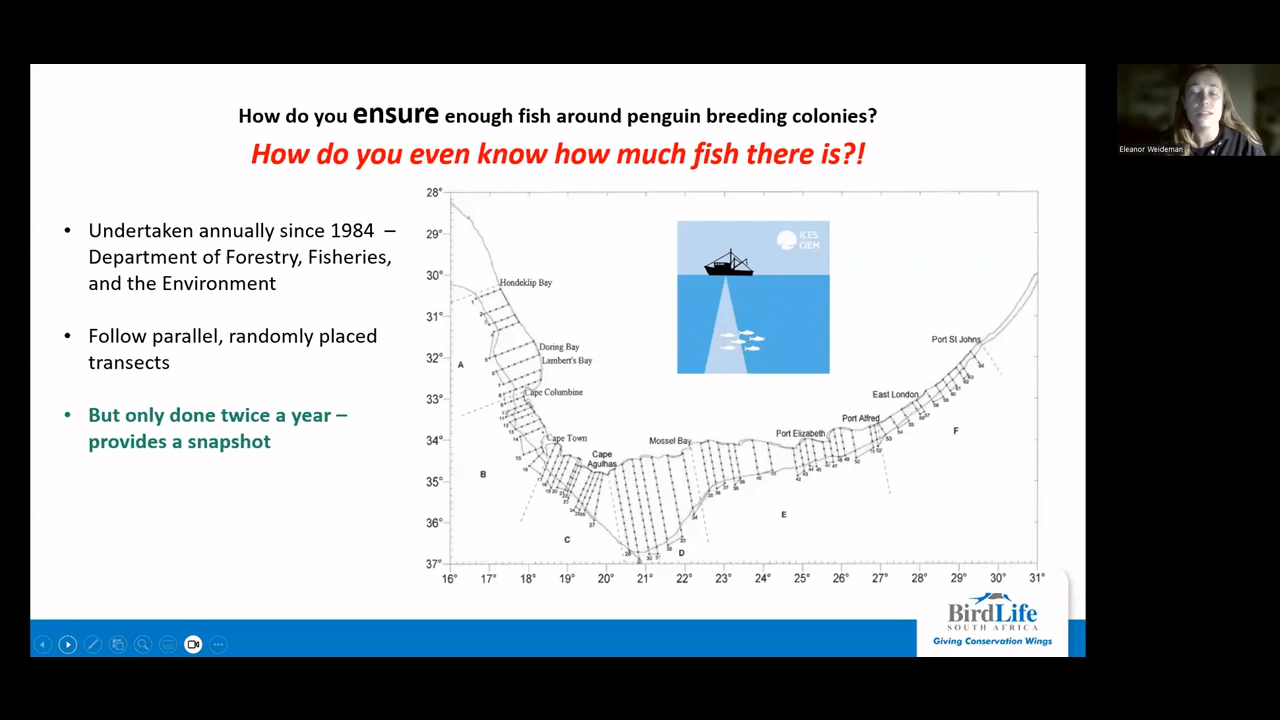 How do you ensure enough fish around penguin breeding colonies?
How do you even know how much fish there is?!
Eleanor Weideman
• Undertaken annually since 1984 –
Department of Forestry, Fisheries,
and the Environment
• Follow parallel, randomly placed
transects
• But only done twice a year –
provides a snapshot
28°
29°
30°
31°
32°
33°
34°
35°
36°
37°
ICES
CIEM
Hondeklip Bay
Doring Bay
Lambert's Bay
Cape Columbine
Cape Town
Cape
Agulhas
Mossel Bay
Port Elizabeth
Port Alfred
East London
Port St Johns
A
B
C
D
E
F
16° 17° 18° 19° 20° 21° 22° 23° 24° 25° 26° 27° 28° 29° 30° 31°
BirdLife
SOUTH AFRICA
Giving Conservation Wings